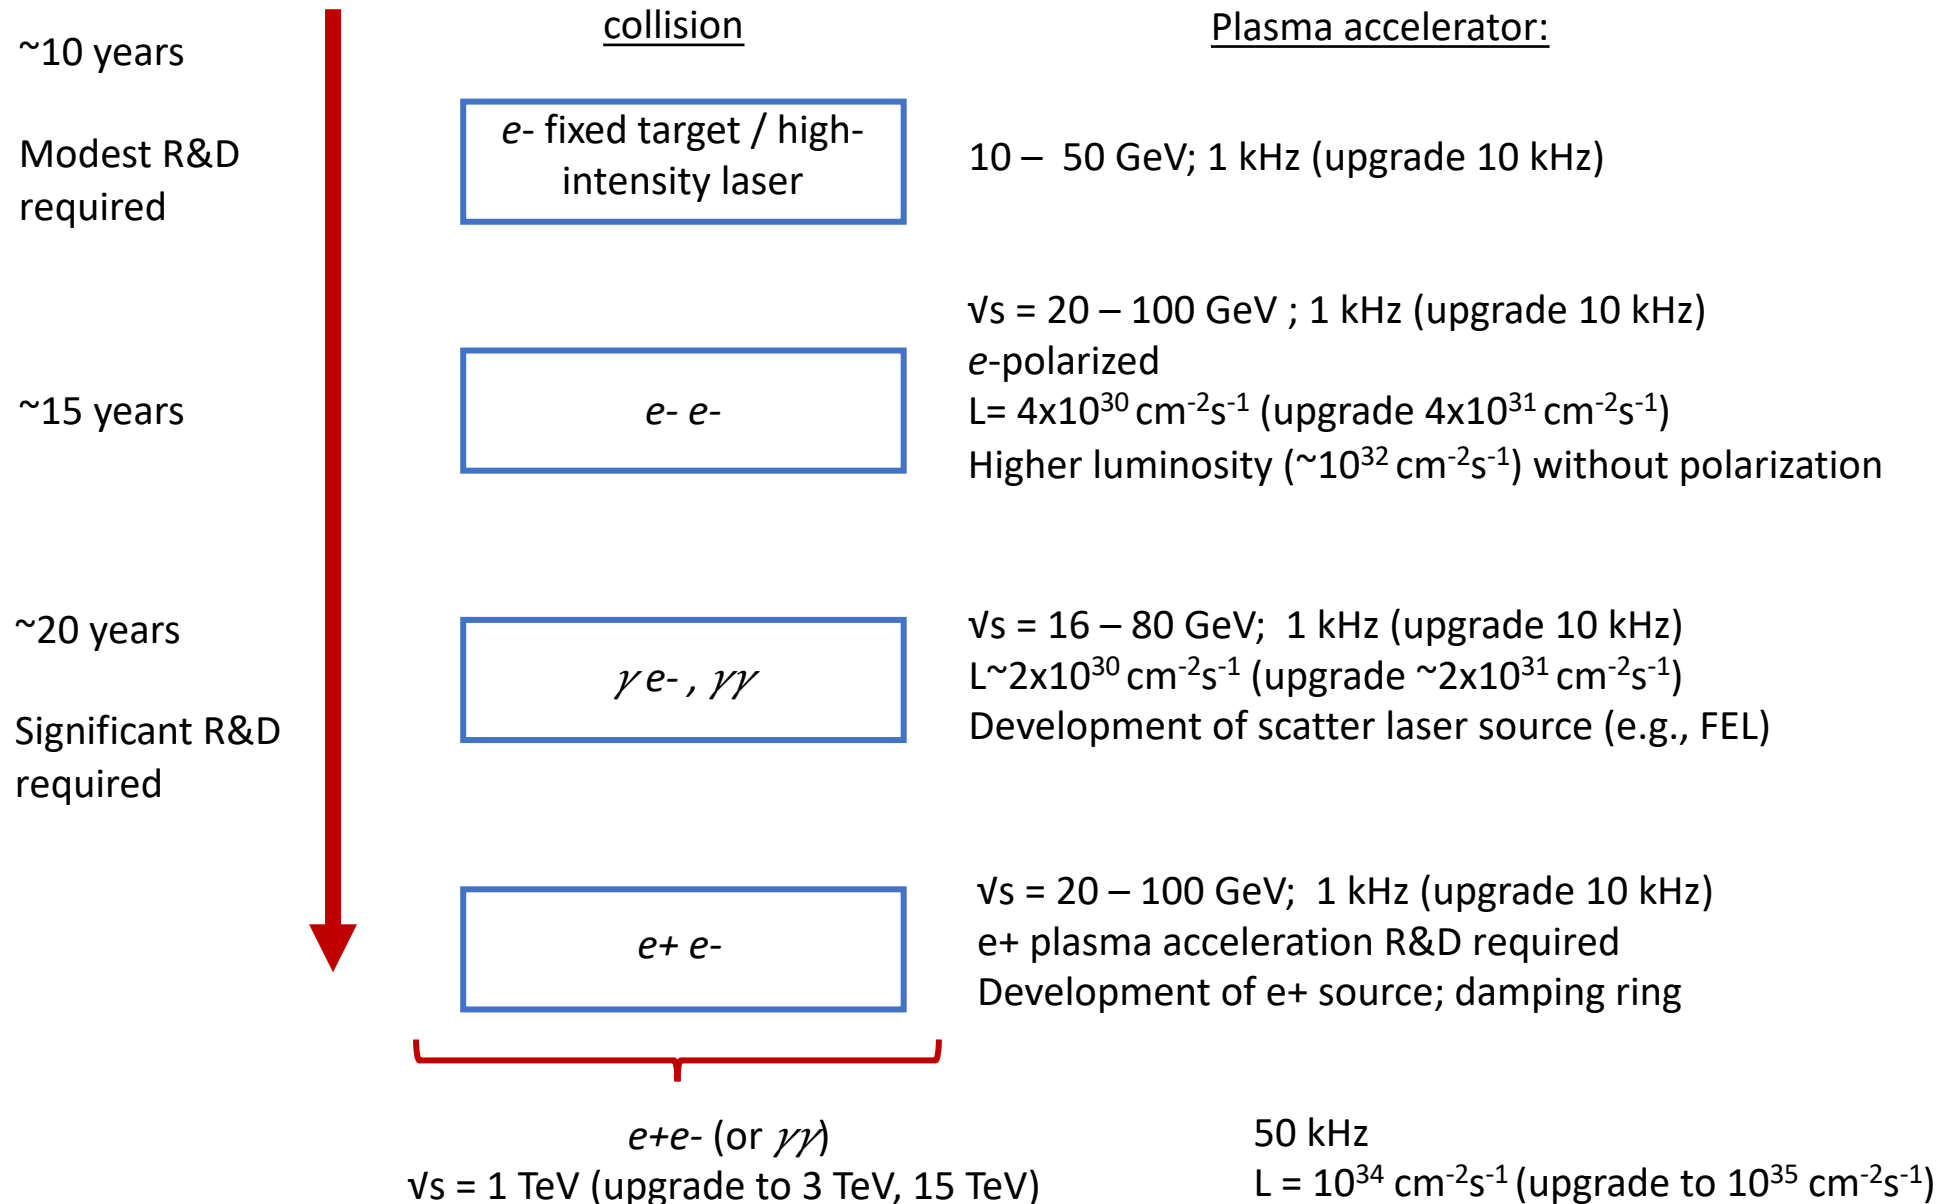 collision
Plasma accelerator:
~10 years
Modest R&D
required
e- fixed target / high-
intensity laser
10 – 50 GeV; 1 kHz (upgrade 10 kHz)
~15 years
e- e-
√s = 20 – 100 GeV ; 1 kHz (upgrade 10 kHz)
e-polarized
L= 4x10³⁰ cm⁻²s⁻¹ (upgrade 4x10³¹ cm⁻²s⁻¹)
Higher luminosity (~10³² cm⁻²s⁻¹) without polarization
~20 years
Significant R&D
required
γ e- , γγ
√s = 16 – 80 GeV; 1 kHz (upgrade 10 kHz)
L~2x10³⁰ cm⁻²s⁻¹ (upgrade ~2x10³¹ cm⁻²s⁻¹)
Development of scatter laser source (e.g., FEL)
e+ e-
√s = 20 – 100 GeV; 1 kHz (upgrade 10 kHz)
e+ plasma acceleration R&D required
Development of e+ source; damping ring
e+e- (or γγ)
√s = 1 TeV (upgrade to 3 TeV, 15 TeV)
50 kHz
L = 10³⁴ cm⁻²s⁻¹ (upgrade to 10³⁵ cm⁻²s⁻¹)